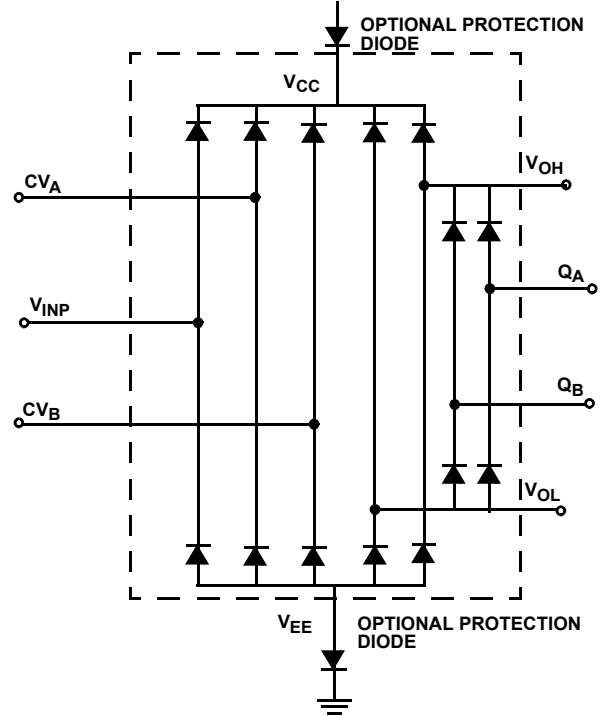 OPTIONAL PROTECTION
DIODE
VCC
VOH
CVA
QA
VINP
QB
CVB
VOL
VEE
OPTIONAL PROTECTION
DIODE